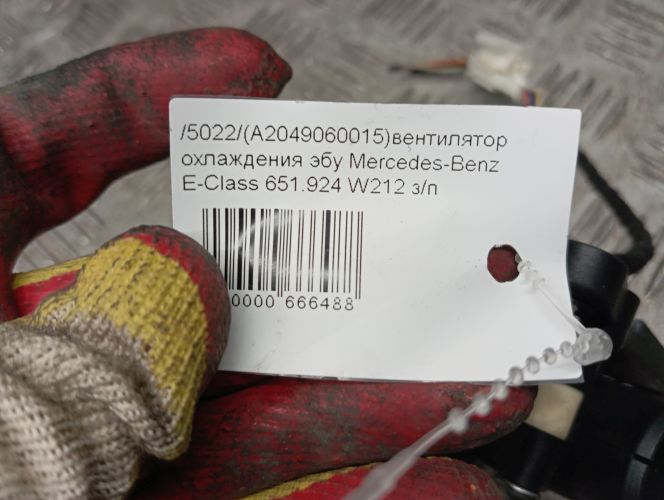 /5022/(A2049060015)вентилятор
охлаждения эбу Mercedes-Benz
E-Class 651.924 W212 з/п
0000 666488